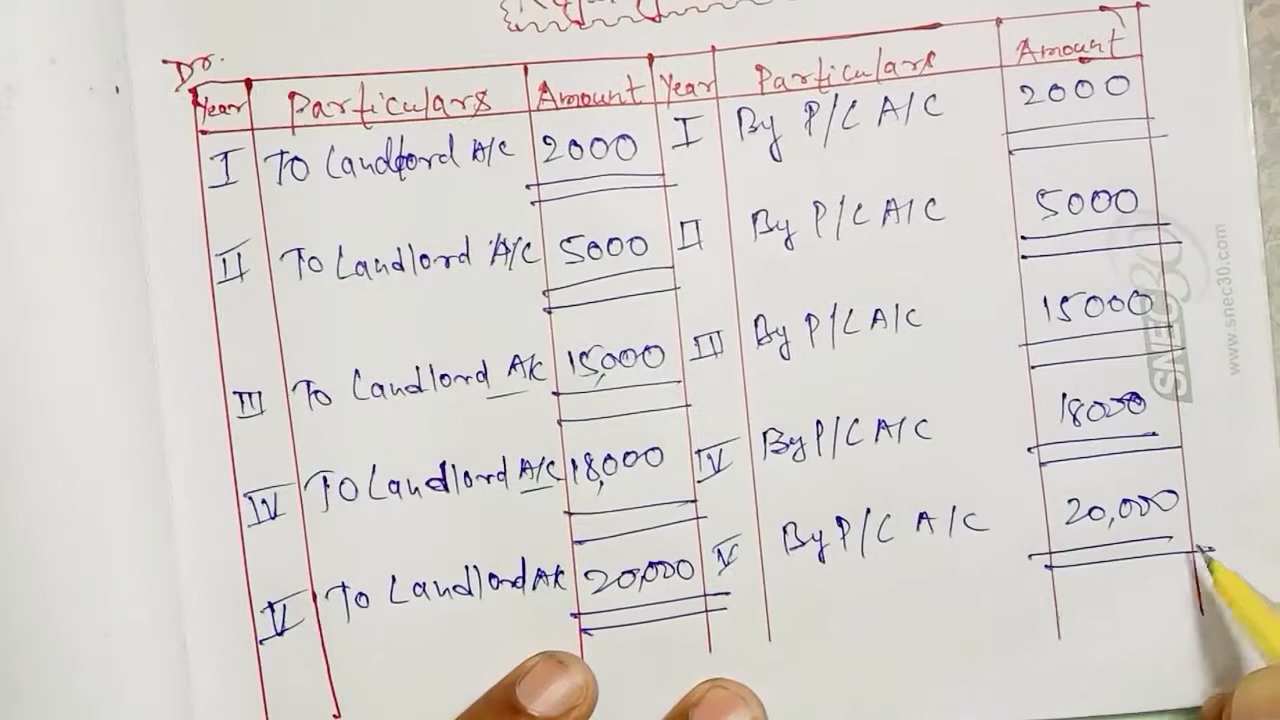 Dr.
Year Particulars Amount Year Particulars Amount
I To Landlord A/C 2000 I By P/L A/C 2000
II To Landlord A/C 5000 II By P/L A/C 5000
III To Landlord A/c 15,000 III By P/L A/C 15000
IV To Landlord A/C 18,000 IV By P/L A/C 18000
V To Landlord A/c 20,000 V By P/L A/C 20,000
SNEC30
www.snec30.com